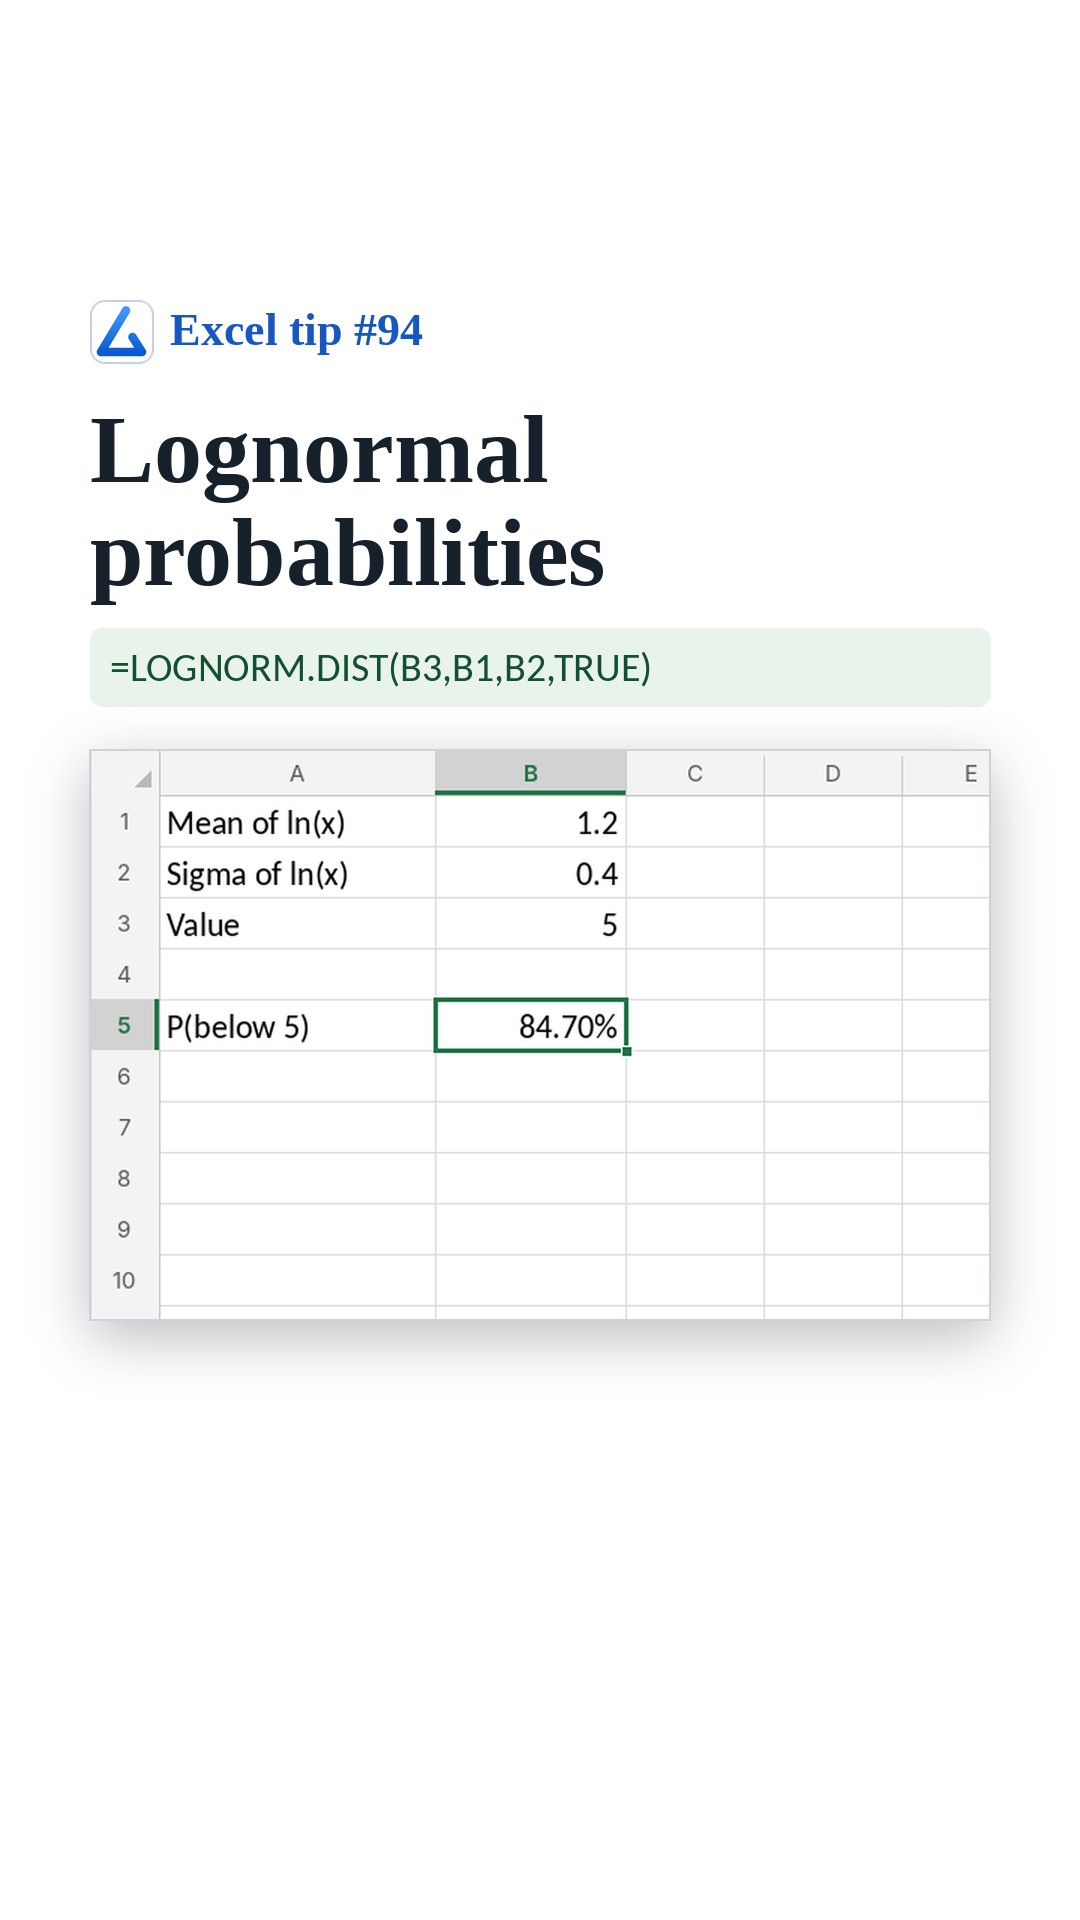 Excel tip #94
Lognormal
probabilities
=LOGNORM.DIST(B3,B1,B2,TRUE)
A B C D E
1 Mean of ln(x) 1.2
2 Sigma of ln(x) 0.4
3 Value 5
4
5 P(below 5) 84.70%
6
7
8
9
10